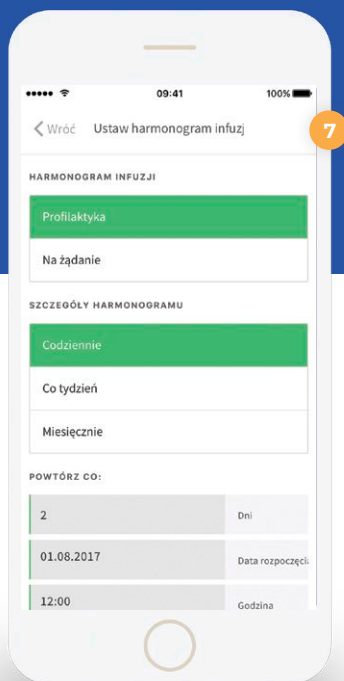 09:41
100%
Wróć
Ustaw harmonogram infuzj
7
HARMONOGRAM INFUZJI
Profilaktyka
Na żądanie
SZCZEGÓŁY HARMONOGRAMU
Codziennie
Co tydzień
Miesięcznie
POWTÓRZ CO:
2 Dni
01.08.2017 Data rozpoczęcia
12:00 Godzina